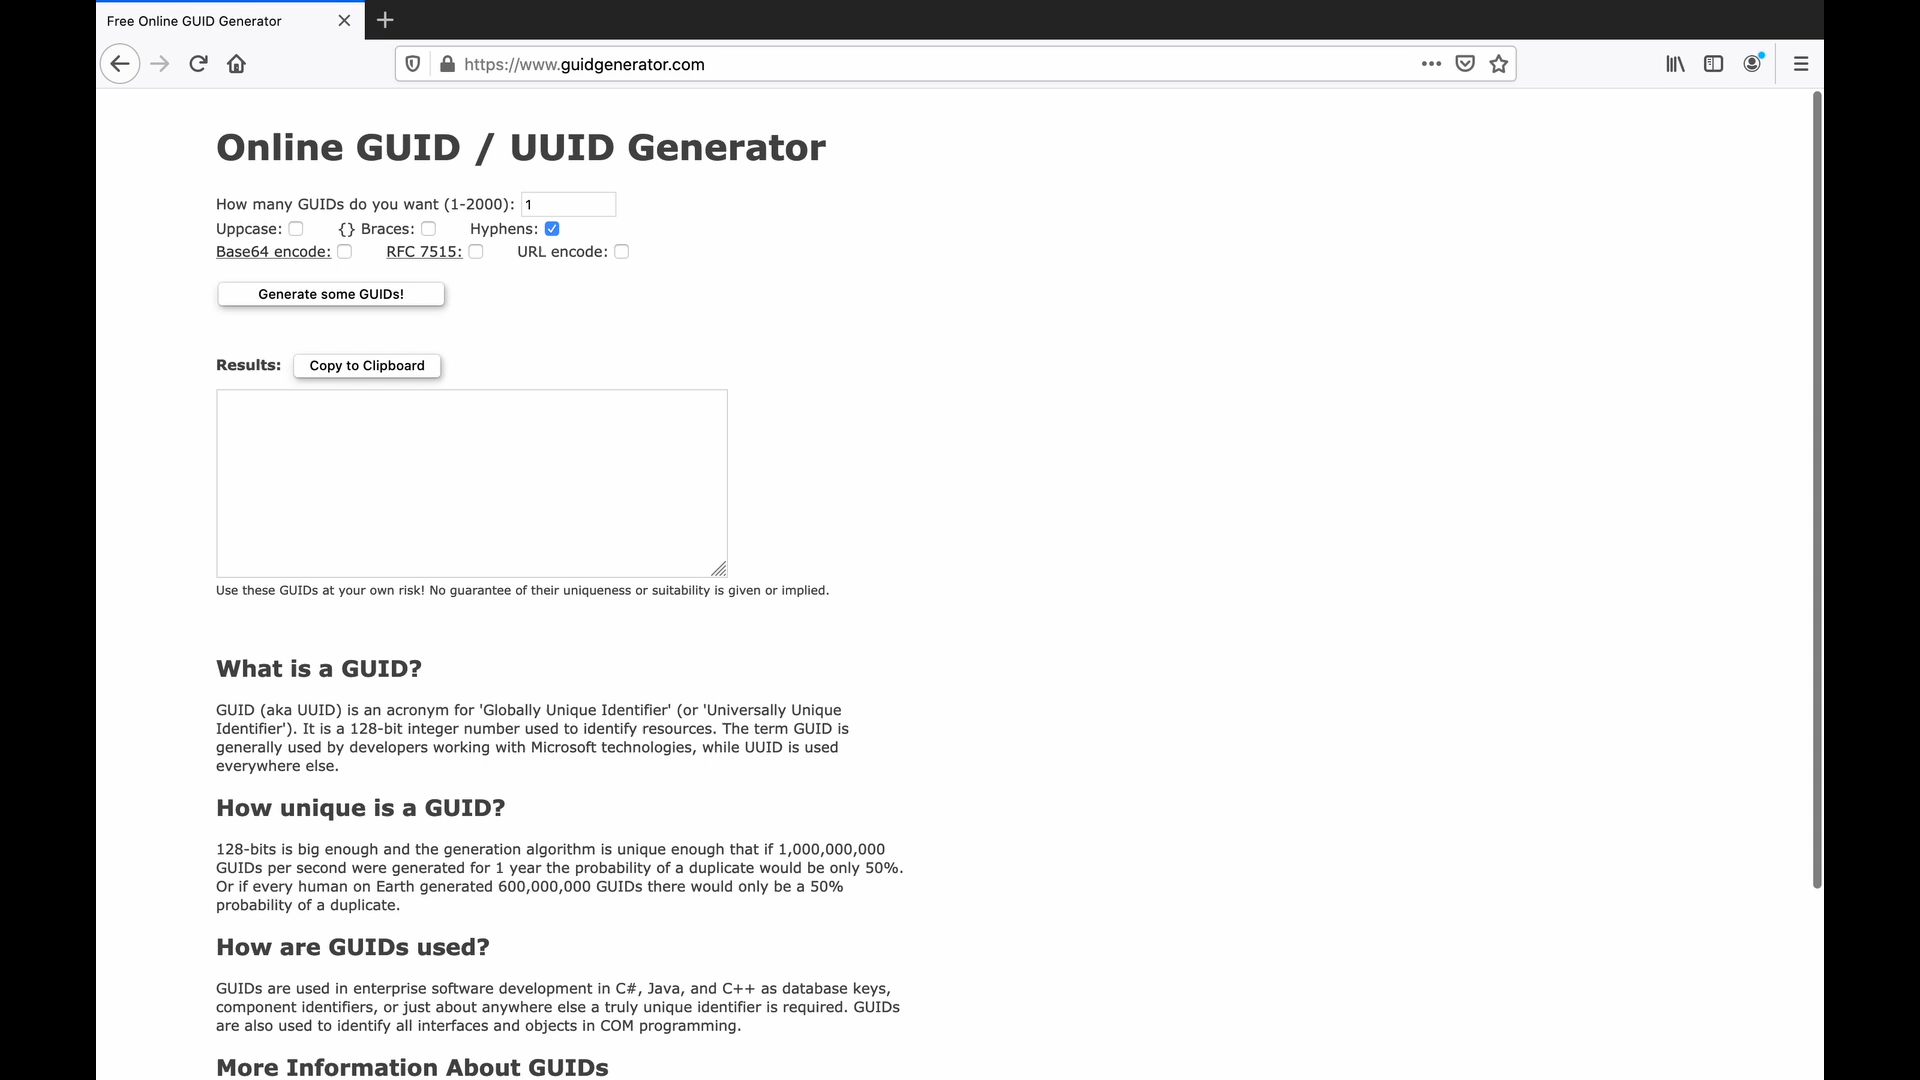 Free Online GUID Generator
https://www.guidgenerator.com
Online GUID / UUID Generator
How many GUIDs do you want (1-2000): 1
Uppcase: {} Braces: Hyphens:
Base64 encode: RFC 7515: URL encode:
Generate some GUIDs!
Results: Copy to Clipboard
Use these GUIDs at your own risk! No guarantee of their uniqueness or suitability is given or implied.
What is a GUID?
GUID (aka UUID) is an acronym for 'Globally Unique Identifier' (or 'Universally Unique
Identifier'). It is a 128-bit integer number used to identify resources. The term GUID is
generally used by developers working with Microsoft technologies, while UUID is used
everywhere else.
How unique is a GUID?
128-bits is big enough and the generation algorithm is unique enough that if 1,000,000,000
GUIDs per second were generated for 1 year the probability of a duplicate would be only 50%.
Or if every human on Earth generated 600,000,000 GUIDs there would only be a 50%
probability of a duplicate.
How are GUIDs used?
GUIDs are used in enterprise software development in C#, Java, and C++ as database keys,
component identifiers, or just about anywhere else a truly unique identifier is required. GUIDs
are also used to identify all interfaces and objects in COM programming.
More Information About GUIDs